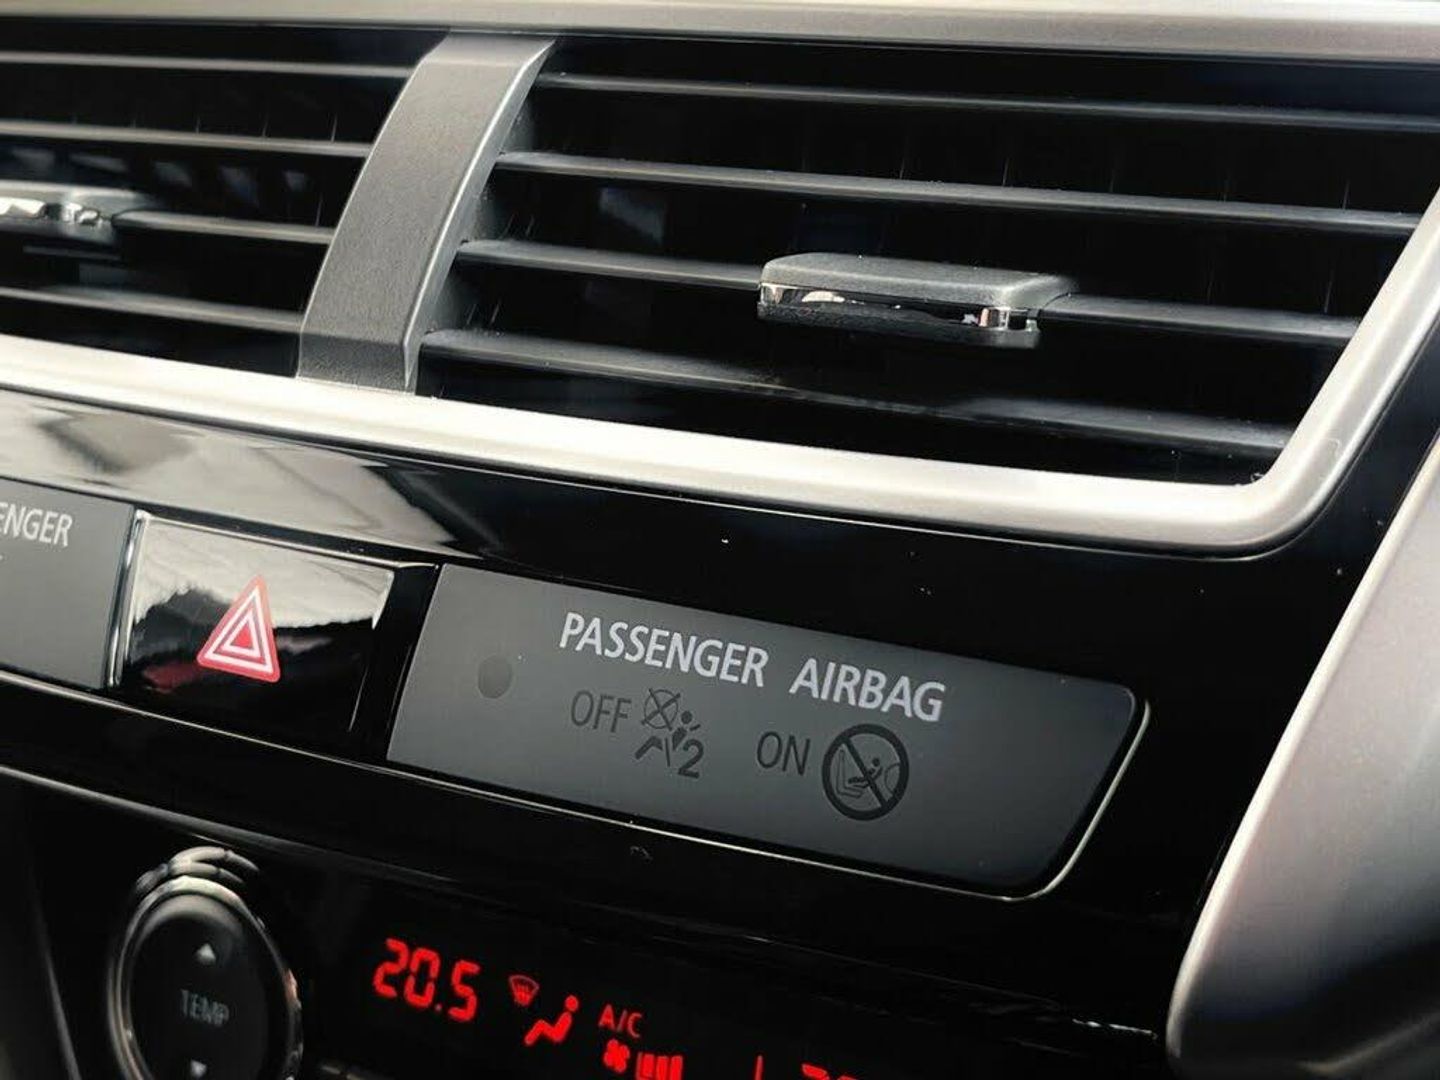 ENGER
PASSENGER AIRBAG
OFF 2 ON
TEMP
20.5
A/C